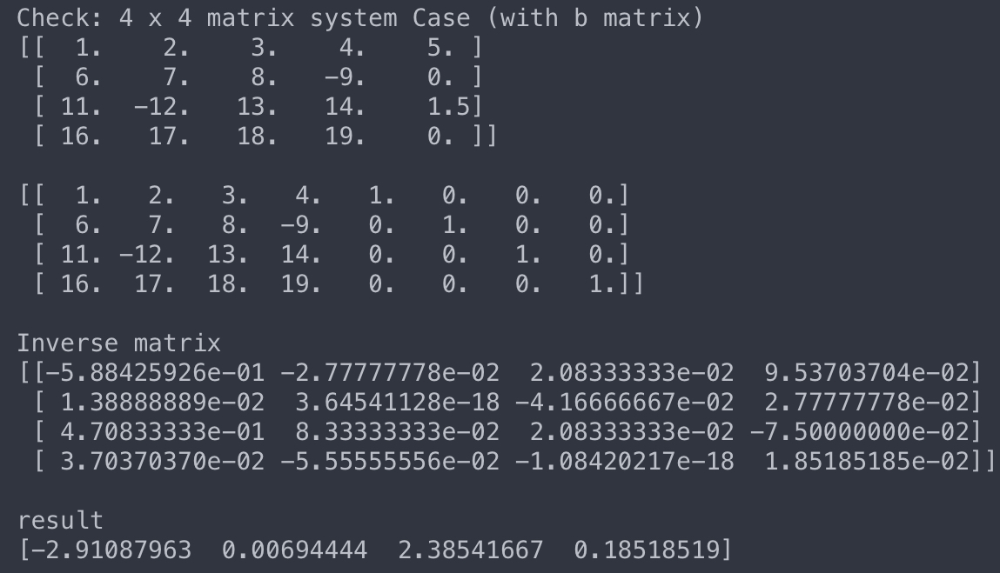 Check: 4 x 4 matrix system Case (with b matrix)
[[  1.    2.    3.    4.    5. ]
 [  6.    7.    8.   −9.    0. ]
 [ 11.  −12.   13.   14.    1.5]
 [ 16.   17.   18.   19.    0. ]]
[[  1.   2.   3.   4.   1.   0.   0.   0.]
 [  6.   7.   8.  −9.   0.   1.   0.   0.]
 [ 11. −12.  13.  14.   0.   0.   1.   0.]
 [ 16.  17.  18.  19.   0.   0.   0.   1.]]
Inverse matrix
[[−5.88425926e−01 −2.77777778e−02  2.08333333e−02  9.53703704e−02]
 [ 1.38888889e−02  3.64541128e−18 −4.16666667e−02  2.77777778e−02]
 [ 4.70833333e−01  8.33333333e−02  2.08333333e−02 −7.50000000e−02]
 [ 3.70370370e−02 −5.55555556e−02 −1.08420217e−18  1.85185185e−02]]
result
[−2.91087963  0.00694444  2.38541667  0.18518519]